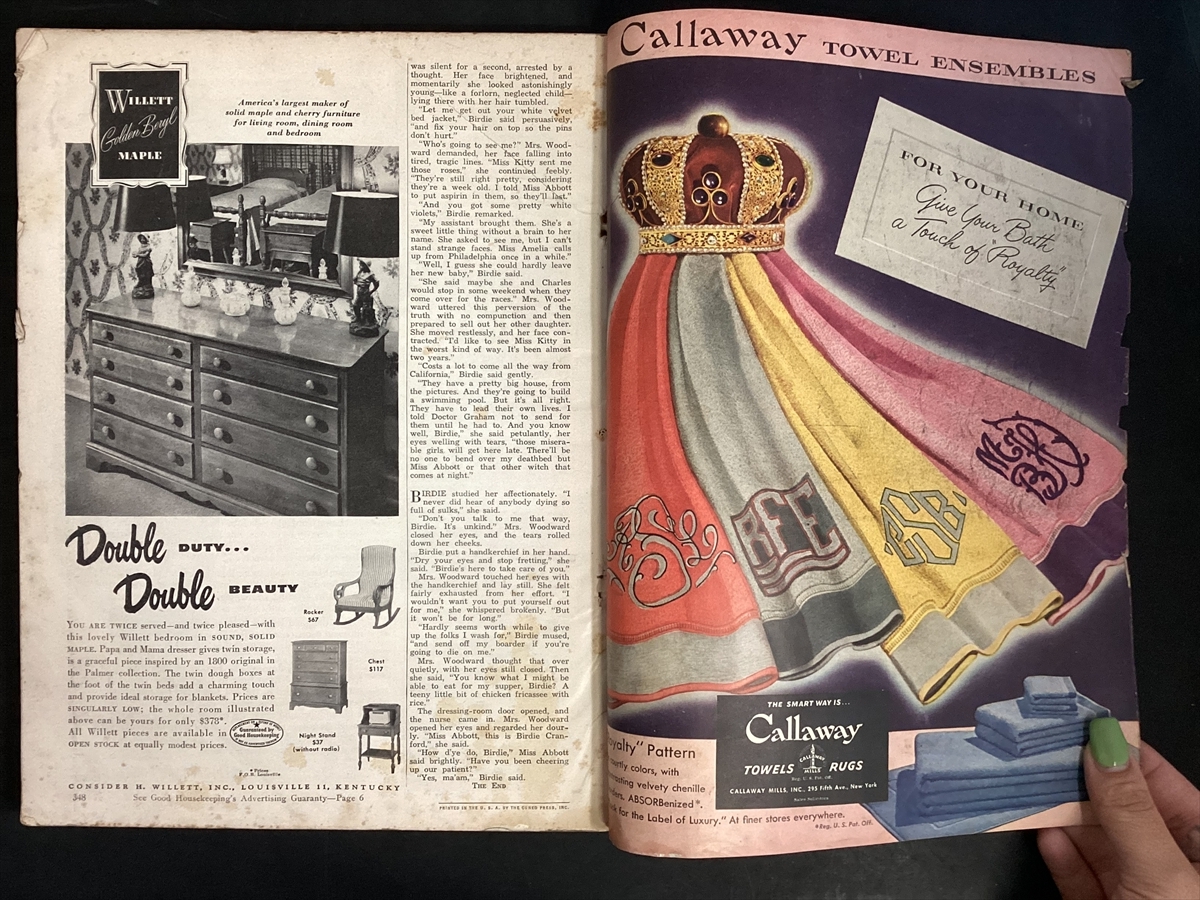 WILLETT
Golden Beryl
MAPLE
America's largest maker of
solid maple and cherry furniture
for living room, dining room
and bedroom
Double DUTY...
Double BEAUTY
YOU ARE TWICE served—and twice pleased—with
this lovely Willett bedroom in SOUND, SOLID
MAPLE. Papa and Mama dresser gives twin storage,
is a graceful piece inspired by an 1800 original in
the Palmer collection. The twin dough boxes at
the foot of the twin beds add a charming touch
and provide ideal storage for blankets. Prices are
SINGULARLY LOW; the whole room illustrated
above can be yours for only $378*.
All Willett pieces are available in
OPEN STOCK at equally modest prices.
Guaranteed by
Good Housekeeping
Rocker
$67
Chest
$117
Night Stand
$37
(without radio)
*Prices
F.O.B. Louisville
CONSIDER H. WILLETT, INC., LOUISVILLE 11, KENTUCKY
348
See Good Housekeeping's Advertising Guaranty—Page 6
was silent for a second, arrested by a
thought. Her face brightened, and
momentarily she looked astonishingly
young—like a forlorn, neglected child—
lying there with her hair tumbled.
"Let me get out your white velvet
bed jacket," Birdie said persuasively,
"and fix your hair on top so the pins
don't hurt."
"Who's going to see me?" Mrs. Wood-
ward demanded, her face falling into
tired, tragic lines. "Miss Kitty sent me
those roses," she continued feebly.
"They're still right pretty, considering
they're a week old. I told Miss Abbott
to put aspirin in them, so they'll last."
"And you got some pretty white
violets," Birdie remarked.
"My assistant brought them. She's a
sweet little thing without a brain to her
name. She asked to see me, but I can't
stand strange faces. Miss Amelia calls
up from Philadelphia once in a while."
"Well, I guess she could hardly leave
her new baby," Birdie said.
"She said maybe she and Charles
would stop in some weekend when they
come over for the races." Mrs. Wood-
ward uttered this perversion of the
truth with no compunction and then
prepared to sell out her other daughter.
She moved restlessly, and her face con-
tracted. "I'd like to see Miss Kitty in
the worst kind of way. It's been almost
two years."
"Costs a lot to come all the way from
California," Birdie said gently.
"They have a pretty big house, from
the pictures. And they're going to build
a swimming pool. But it's all right.
They have to lead their own lives. I
told Doctor Graham not to send for
them until he had to. And you know
well, Birdie," she said petulantly, her
eyes welling with tears, "those misera-
ble girls will get here late. There'll be
no one to bend over my deathbed but
Miss Abbott or that other witch that
comes at night."
BIRDIE studied her affectionately. "I
never did hear of anybody dying so
full of sulks," she said.
"Don't you talk to me that way,
Birdie. It's unkind." Mrs. Woodward
closed her eyes, and the tears rolled
down her cheeks.
Birdie put a handkerchief in her hand.
"Dry your eyes and stop fretting," she
said. "Birdie's here to take care of you."
Mrs. Woodward touched her eyes with
the handkerchief and lay still. She felt
fairly exhausted from her effort. "I
wouldn't want you to put yourself out
for me," she whispered brokenly. "But
it won't be for long."
"Hardly seems worth while to give
up the folks I wash for," Birdie mused,
"and send off my boarder if you're
going to die on me."
Mrs. Woodward thought that over
quietly, with her eyes still closed. Then
she said, "You know what I might be
able to eat for my supper, Birdie? A
teeny little bit of chicken fricassee with
rice."
The dressing-room door opened, and
the nurse came in. Mrs. Woodward
opened her eyes and regarded her dour-
ly. "Miss Abbott, this is Birdie Cran-
ford," she said.
"How d'ye do, Birdie," Miss Abbott
said brightly. "Have you been cheering
up our patient?"
"Yes, ma'am," Birdie said.
THE END
PRINTED IN THE U. S. A. BY THE CUNEO PRESS, INC.
Callaway TOWEL ENSEMBLES
FOR YOUR HOME
Give Your Bath
a Touch of Royalty"
RFE
THE SMART WAY IS...
Callaway
TOWELS CALLAWAY MILLS RUGS
Reg. U. S. Pat. Off.
CALLAWAY MILLS, INC., 295 Fifth Ave., New York
oyalty" Pattern
colors, with
velvety chenille
ABSORBenized*.
for the Label of Luxury." At finer stores everywhere.
*Reg. U. S. Pat. Off.